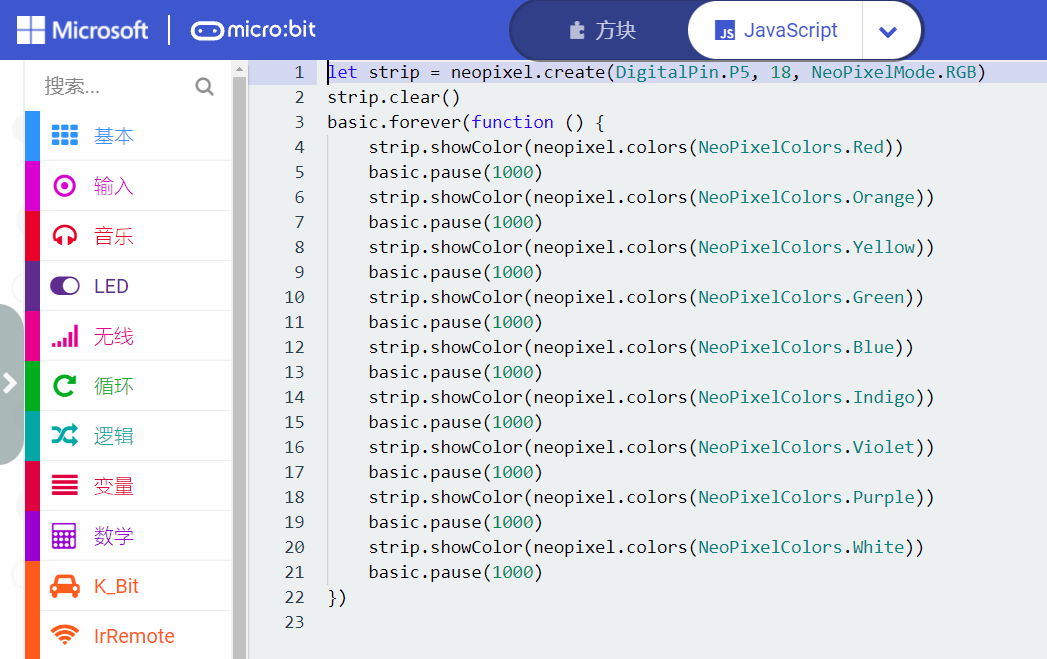 Microsoft micro:bit 方块 JavaScript
搜索...
基本
输入
音乐
LED
无线
循环
逻辑
变量
数学
K_Bit
IrRemote
1 let strip = neopixel.create(DigitalPin.P5, 18, NeoPixelMode.RGB)
2 strip.clear()
3 basic.forever(function () {
4     strip.showColor(neopixel.colors(NeoPixelColors.Red))
5     basic.pause(1000)
6     strip.showColor(neopixel.colors(NeoPixelColors.Orange))
7     basic.pause(1000)
8     strip.showColor(neopixel.colors(NeoPixelColors.Yellow))
9     basic.pause(1000)
10     strip.showColor(neopixel.colors(NeoPixelColors.Green))
11     basic.pause(1000)
12     strip.showColor(neopixel.colors(NeoPixelColors.Blue))
13     basic.pause(1000)
14     strip.showColor(neopixel.colors(NeoPixelColors.Indigo))
15     basic.pause(1000)
16     strip.showColor(neopixel.colors(NeoPixelColors.Violet))
17     basic.pause(1000)
18     strip.showColor(neopixel.colors(NeoPixelColors.Purple))
19     basic.pause(1000)
20     strip.showColor(neopixel.colors(NeoPixelColors.White))
21     basic.pause(1000)
22 })
23